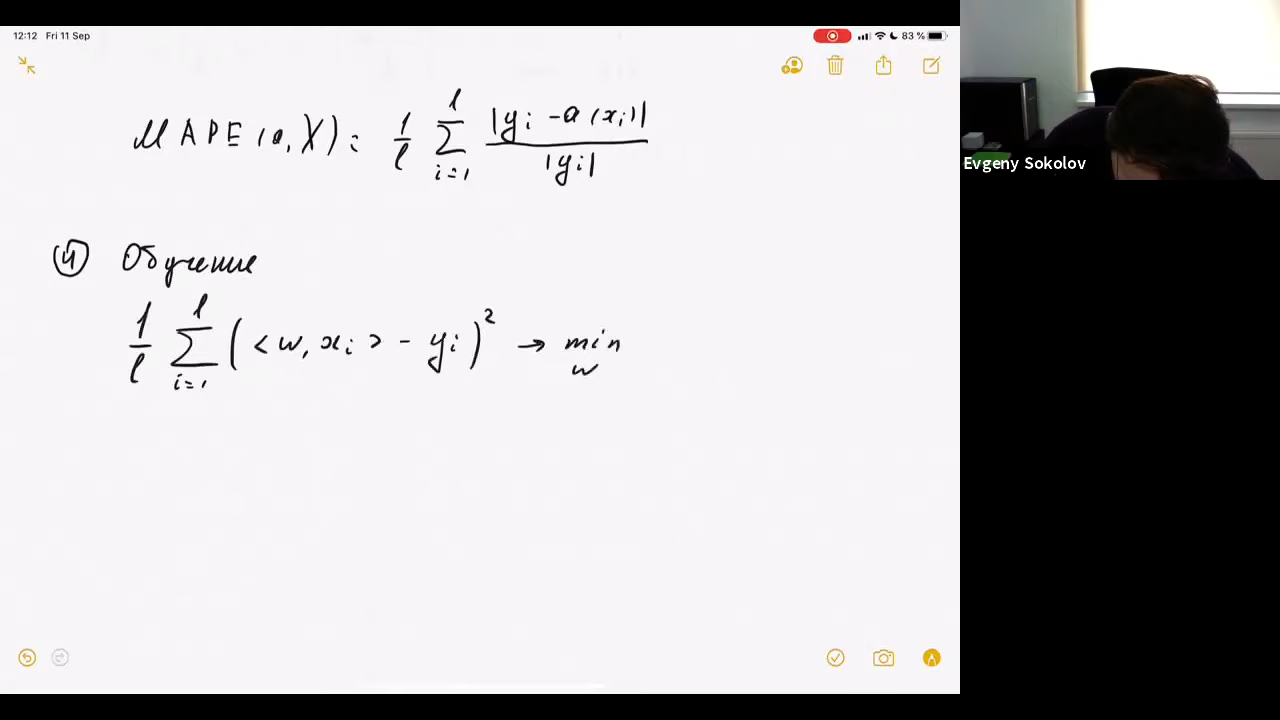 12:12 Fri 11 Sep 83 %
MAPE(a, X) = 1/ℓ ∑_{i=1}^{ℓ} |y_i - a(x_i)| / |y_i|
④ Обучение
1/ℓ ∑_{i=1}^{ℓ} (<w, x_i> - y_i)^2 → min_w
Evgeny Sokolov